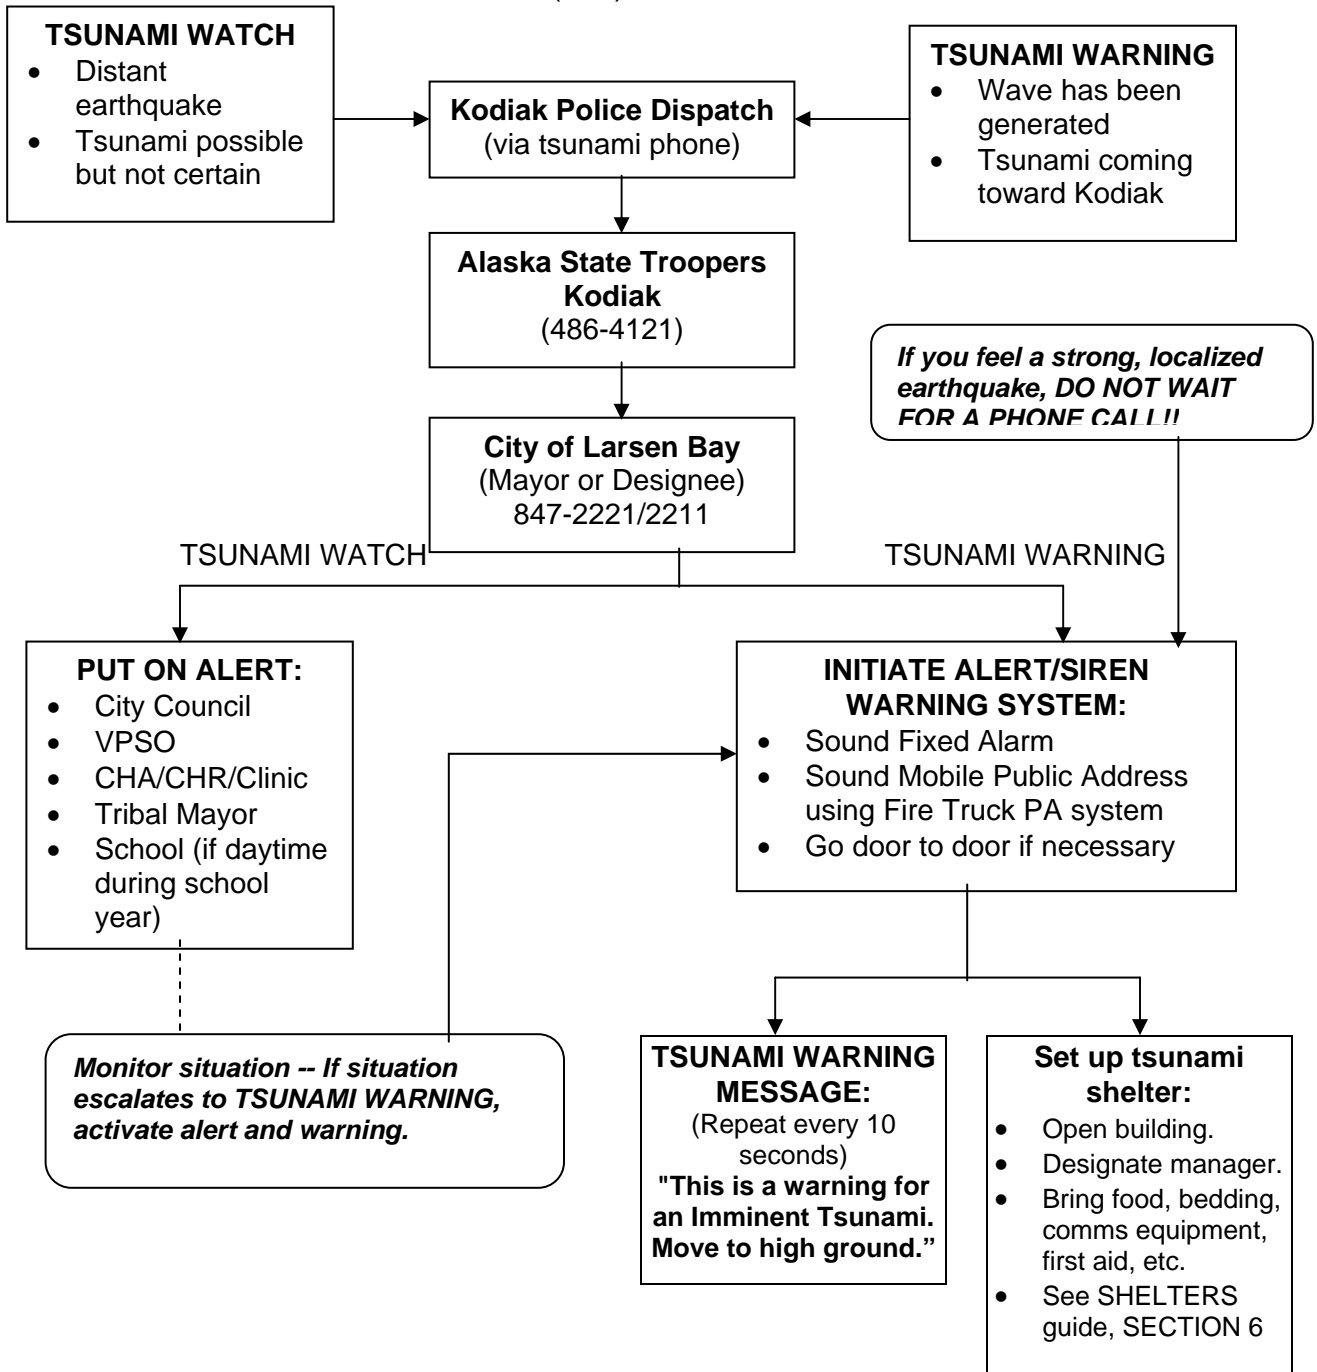 TSUNAMI WATCH
• Distant
earthquake
• Tsunami possible
but not certain
Kodiak Police Dispatch
(via tsunami phone)
TSUNAMI WARNING
• Wave has been
generated
• Tsunami coming
toward Kodiak
Alaska State Troopers
Kodiak
(486-4121)
If you feel a strong, localized
earthquake, DO NOT WAIT
FOR A PHONE CALL!!
City of Larsen Bay
(Mayor or Designee)
847-2221/2211
TSUNAMI WATCH
TSUNAMI WARNING
PUT ON ALERT:
• City Council
• VPSO
• CHA/CHR/Clinic
• Tribal Mayor
• School (if daytime
during school
year)
INITIATE ALERT/SIREN
WARNING SYSTEM:
• Sound Fixed Alarm
• Sound Mobile Public Address
using Fire Truck PA system
• Go door to door if necessary
Monitor situation -- If situation
escalates to TSUNAMI WARNING,
activate alert and warning.
TSUNAMI WARNING
MESSAGE:
(Repeat every 10
seconds)
"This is a warning for
an Imminent Tsunami.
Move to high ground.”
Set up tsunami
shelter:
• Open building.
• Designate manager.
• Bring food, bedding,
comms equipment,
first aid, etc.
• See SHELTERS
guide, SECTION 6